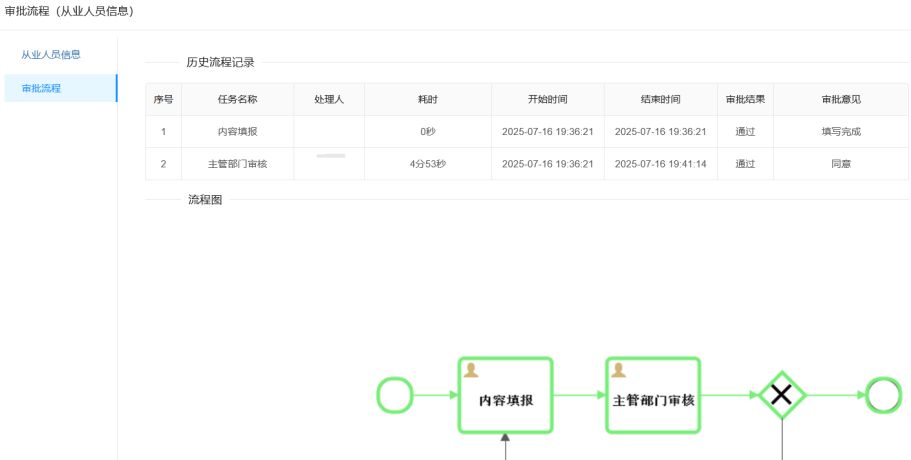 审批流程（从业人员信息）
从业人员信息
审批流程
历史流程记录
序号 任务名称 处理人 耗时 开始时间 结束时间 审批结果 审批意见
1 内容填报 0秒 2025-07-16 19:36:21 2025-07-16 19:36:21 通过 填写完成
2 主管部门审核 4分53秒 2025-07-16 19:36:21 2025-07-16 19:41:14 通过 同意
流程图
内容填报 主管部门审核